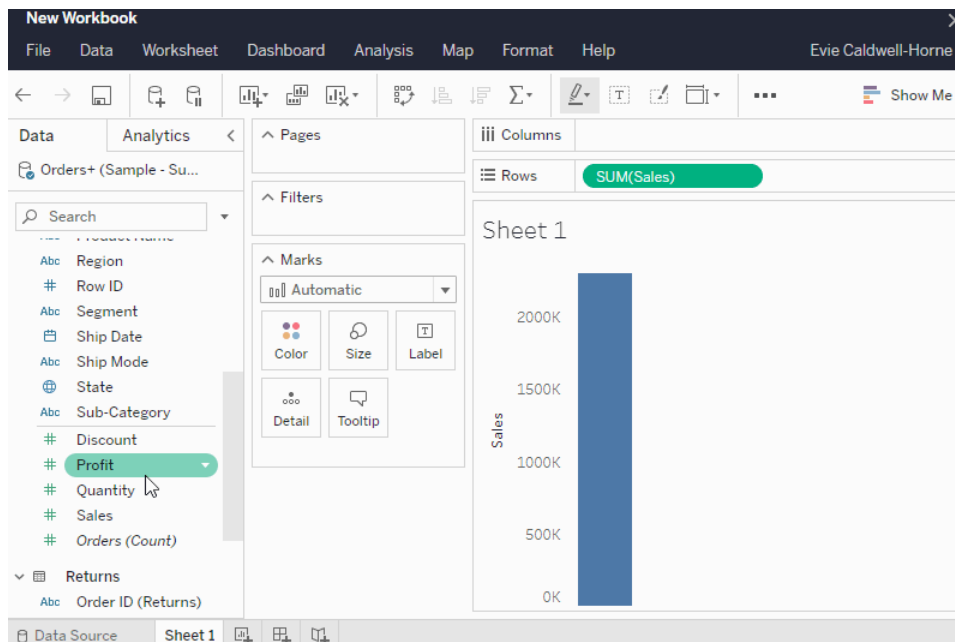 New Workbook
File Data Worksheet Dashboard Analysis Map Format Help Evie Caldwell-Horne
Show Me
Data Analytics
Orders+ (Sample - Su...
Search
Product Name
Abc Region
# Row ID
Abc Segment
Ship Date
Abc Ship Mode
State
Abc Sub-Category
# Discount
# Profit
# Quantity
# Sales
# Orders (Count)
Returns
Abc Order ID (Returns)
Pages
Filters
Marks
Automatic
Color Size T Label
Detail Tooltip
Columns
Rows SUM(Sales)
Sheet 1
2000K
1500K
1000K
500K
0K
Sales
Data Source Sheet 1